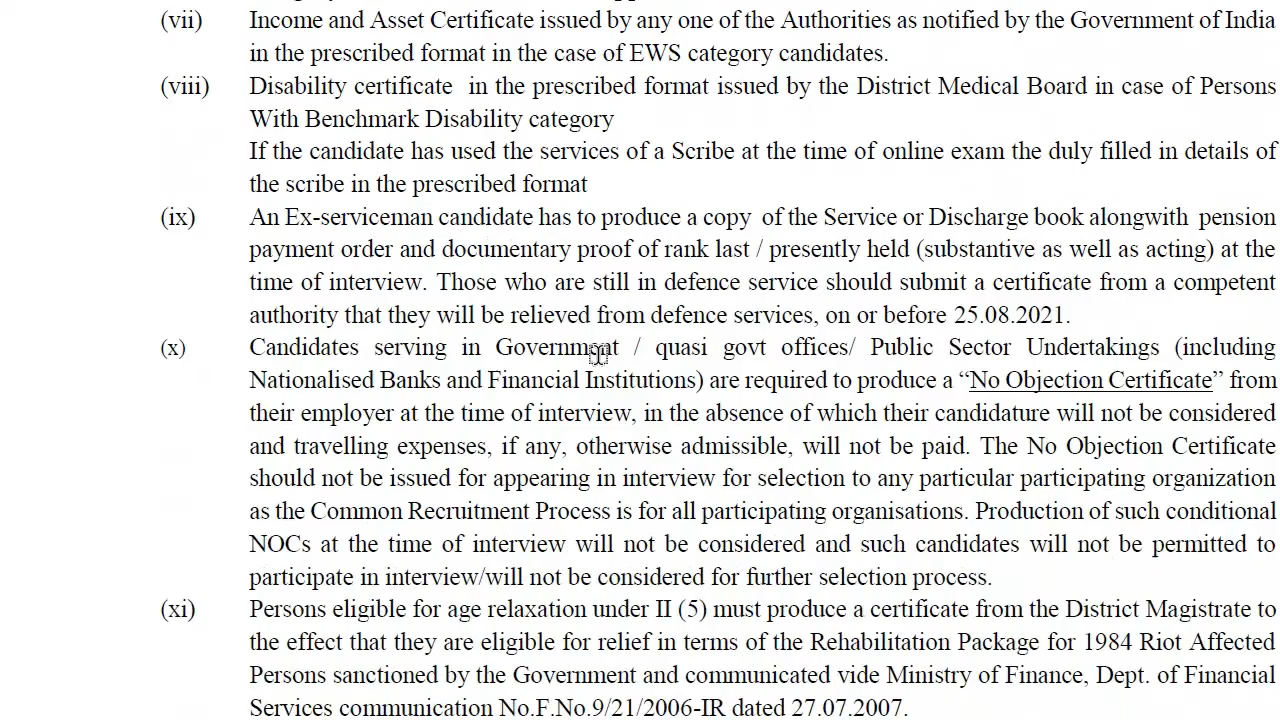 (vii) Income and Asset Certificate issued by any one of the Authorities as notified by the Government of India
in the prescribed format in the case of EWS category candidates.
(viii) Disability certificate in the prescribed format issued by the District Medical Board in case of Persons
With Benchmark Disability category
If the candidate has used the services of a Scribe at the time of online exam the duly filled in details of
the scribe in the prescribed format
(ix) An Ex-serviceman candidate has to produce a copy of the Service or Discharge book alongwith pension
payment order and documentary proof of rank last / presently held (substantive as well as acting) at the
time of interview. Those who are still in defence service should submit a certificate from a competent
authority that they will be relieved from defence services, on or before 25.08.2021.
(x) Candidates serving in Government / quasi govt offices/ Public Sector Undertakings (including
Nationalised Banks and Financial Institutions) are required to produce a “No Objection Certificate” from
their employer at the time of interview, in the absence of which their candidature will not be considered
and travelling expenses, if any, otherwise admissible, will not be paid. The No Objection Certificate
should not be issued for appearing in interview for selection to any particular participating organization
as the Common Recruitment Process is for all participating organisations. Production of such conditional
NOCs at the time of interview will not be considered and such candidates will not be permitted to
participate in interview/will not be considered for further selection process.
(xi) Persons eligible for age relaxation under II (5) must produce a certificate from the District Magistrate to
the effect that they are eligible for relief in terms of the Rehabilitation Package for 1984 Riot Affected
Persons sanctioned by the Government and communicated vide Ministry of Finance, Dept. of Financial
Services communication No.F.No.9/21/2006-IR dated 27.07.2007.